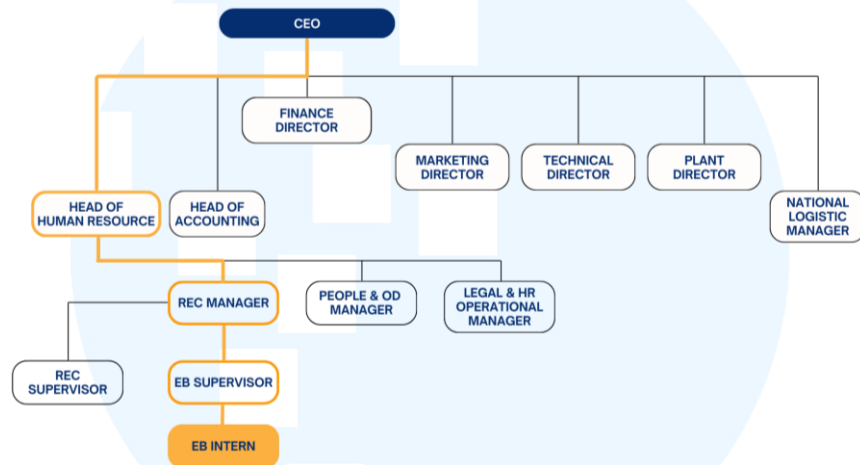 CEO
FINANCE
DIRECTOR
MARKETING
DIRECTOR
TECHNICAL
DIRECTOR
PLANT
DIRECTOR
HEAD OF
HUMAN RESOURCE
HEAD OF
ACCOUNTING
NATIONAL
LOGISTIC
MANAGER
REC MANAGER
PEOPLE & OD
MANAGER
LEGAL & HR
OPERATIONAL
MANAGER
REC
SUPERVISOR
EB SUPERVISOR
EB INTERN